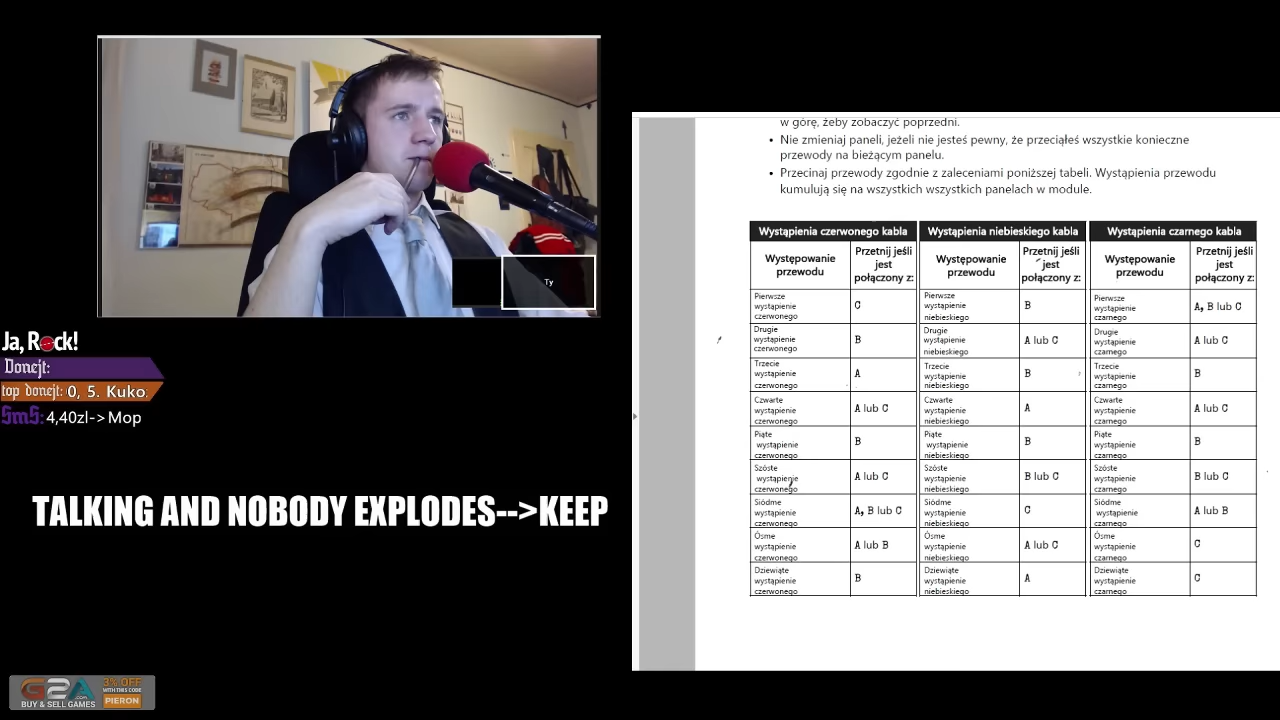 w górę, żeby zobaczyć poprzedni.
• Nie zmieniaj paneli, jeżeli nie jesteś pewny, że przeciąłeś wszystkie konieczne
przewody na bieżącym panelu.
• Przecinaj przewody zgodnie z zaleceniami poniższej tabeli. Wystąpienia przewodu
kumulują się na wszystkich wszystkich panelach w module.
Wystąpienia czerwonego kabla
Występowanie przewodu
Przetnij jeśli jest połączony z:
Pierwsze wystąpienie czerwonego
C
Drugie wystąpienie czerwonego
B
Trzecie wystąpienie czerwonego
A
Czwarte wystąpienie czerwonego
A lub C
Piąte wystąpienie czerwonego
B
Szóste wystąpienie czerwonego
A lub C
Siódme wystąpienie czerwonego
A, B lub C
Ósme wystąpienie czerwonego
A lub B
Dziewiąte wystąpienie czerwonego
B
Wystąpienia niebieskiego kabla
Występowanie przewodu
Przetnij jeśli jest połączony z:
Pierwsze wystąpienie niebieskiego
B
Drugie wystąpienie niebieskiego
A lub C
Trzecie wystąpienie niebieskiego
B
Czwarte wystąpienie niebieskiego
A
Piąte wystąpienie niebieskiego
B
Szóste wystąpienie niebieskiego
B lub C
Siódme wystąpienie niebieskiego
C
Ósme wystąpienie niebieskiego
A lub C
Dziewiąte wystąpienie niebieskiego
A
Wystąpienia czarnego kabla
Występowanie przewodu
Przetnij jeśli jest połączony z:
Pierwsze wystąpienie czarnego
A, B lub C
Drugie wystąpienie czarnego
A lub C
Trzecie wystąpienie czarnego
B
Czwarte wystąpienie czarnego
A lub C
Piąte wystąpienie czarnego
B
Szóste wystąpienie czarnego
B lub C
Siódme wystąpienie czarnego
A lub B
Ósme wystąpienie czarnego
C
Dziewiąte wystąpienie czarnego
C
Ty
Ja, Rock!
Donejt:
top donejt: 0, 5. Kuko
SmS: 4,40zl-> Mop
TALKING AND NOBODY EXPLODES-->KEEP
G2A.com
BUY & SELL GAMES
3% OFF
WITH THIS CODE
PIERON